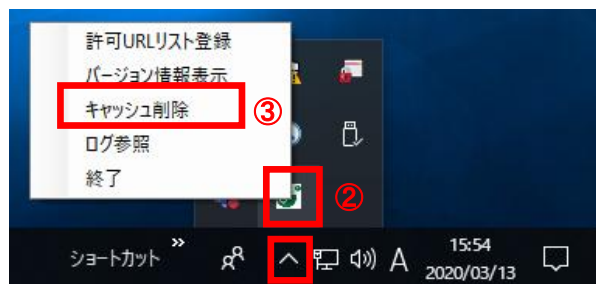 許可URLリスト登録
バージョン情報表示
キャッシュ削除
③
ログ参照
終了
②
ショートカット
»
A
15:54
2020/03/13